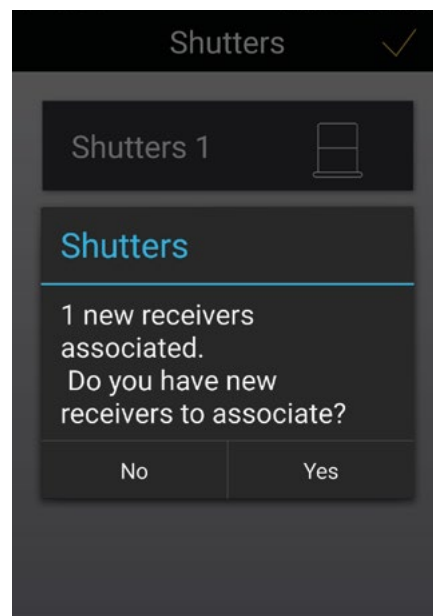 Shutters
Shutters 1
Shutters
1 new receivers
associated.
Do you have new
receivers to associate?
No
Yes